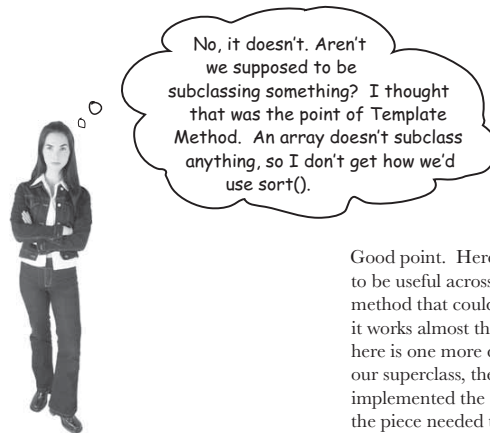 No, it doesn't. Aren't
we supposed to be
subclassing something? I thought
that was the point of Template
Method. An array doesn't subclass
anything, so I don't get how we'd
use sort().
Good point. Here
to be useful across
method that could
it works almost th
here is one more
our superclass, the
implemented the
the piece needed